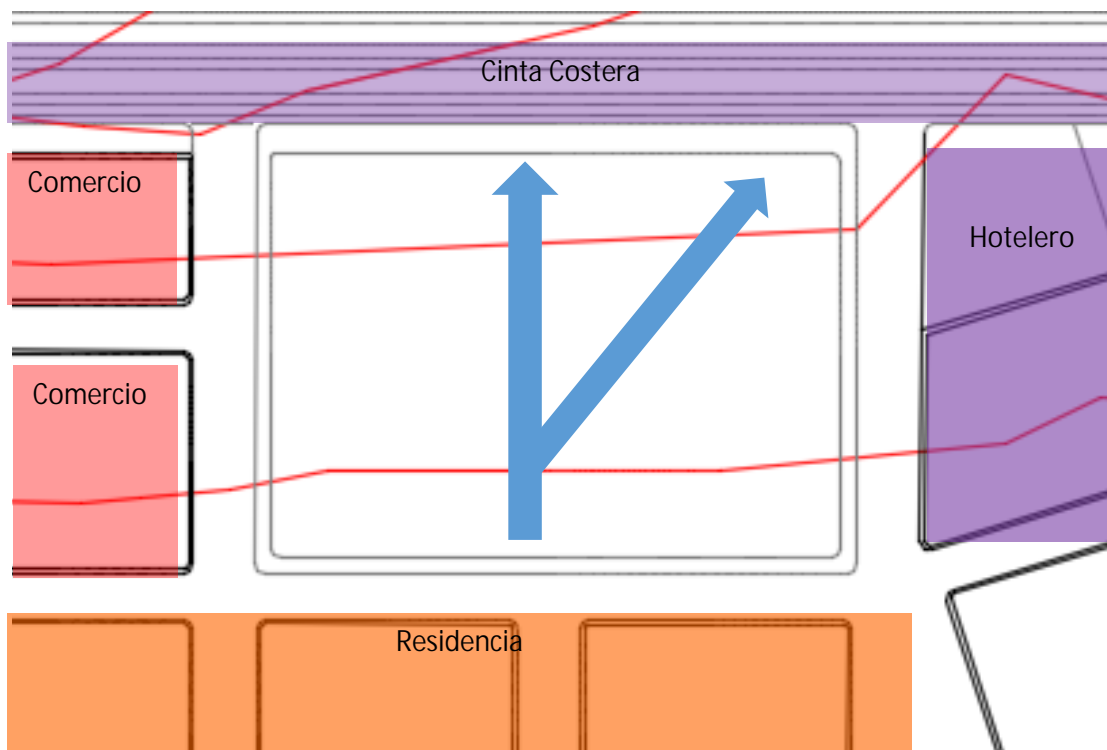 Cinta Costera
Comercio
Hotelero
Comercio
Residencia